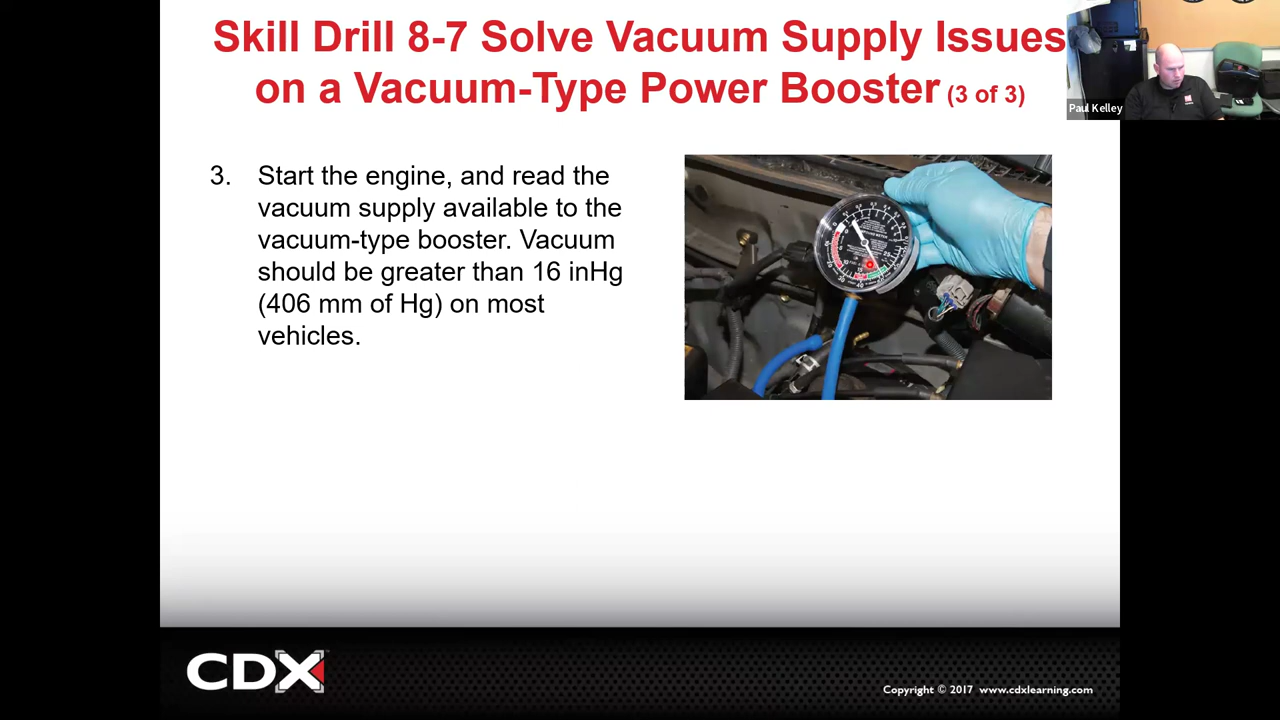 Skill Drill 8-7 Solve Vacuum Supply Issues
on a Vacuum-Type Power Booster (3 of 3)
Paul Kelley
3. Start the engine, and read the
vacuum supply available to the
vacuum-type booster. Vacuum
should be greater than 16 inHg
(406 mm of Hg) on most
vehicles.
CDX
Copyright © 2017 www.cdxlearning.com